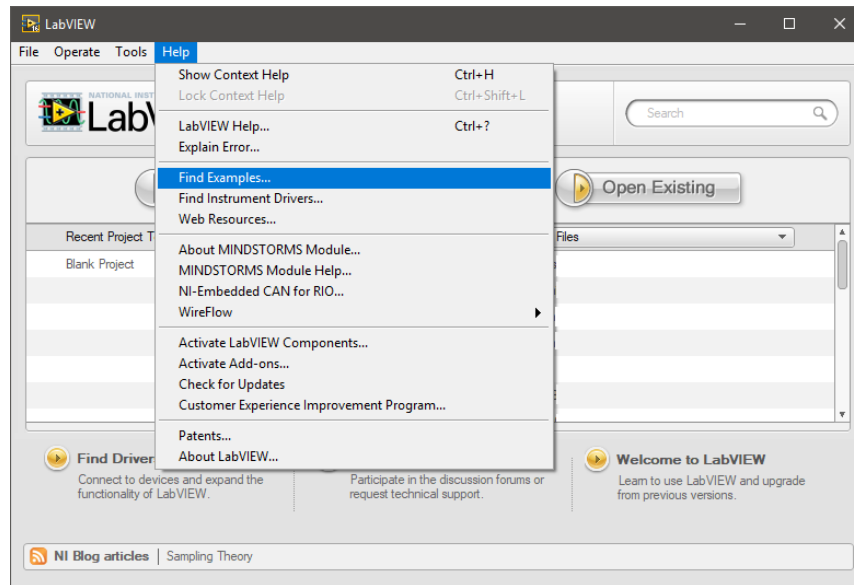 LabVIEW
File Operate Tools Help
Show Context Help Ctrl+H
Lock Context Help Ctrl+Shift+L
LabVIEW Help... Ctrl+?
Explain Error...
Find Examples...
Find Instrument Drivers...
Web Resources...
About MINDSTORMS Module...
MINDSTORMS Module Help...
NI-Embedded CAN for RIO...
WireFlow
Activate LabVIEW Components...
Activate Add-ons...
Check for Updates
Customer Experience Improvement Program...
Patents...
About LabVIEW...
NATIONAL INST
LabV
Search
Open Existing
Recent Project T
Files
Blank Project
Find Driver
Connect to devices and expand the
functionality of LabVIEW.
Participate in the discussion forums or
request technical support.
Welcome to LabVIEW
Learn to use LabVIEW and upgrade
from previous versions.
NI Blog articles | Sampling Theory